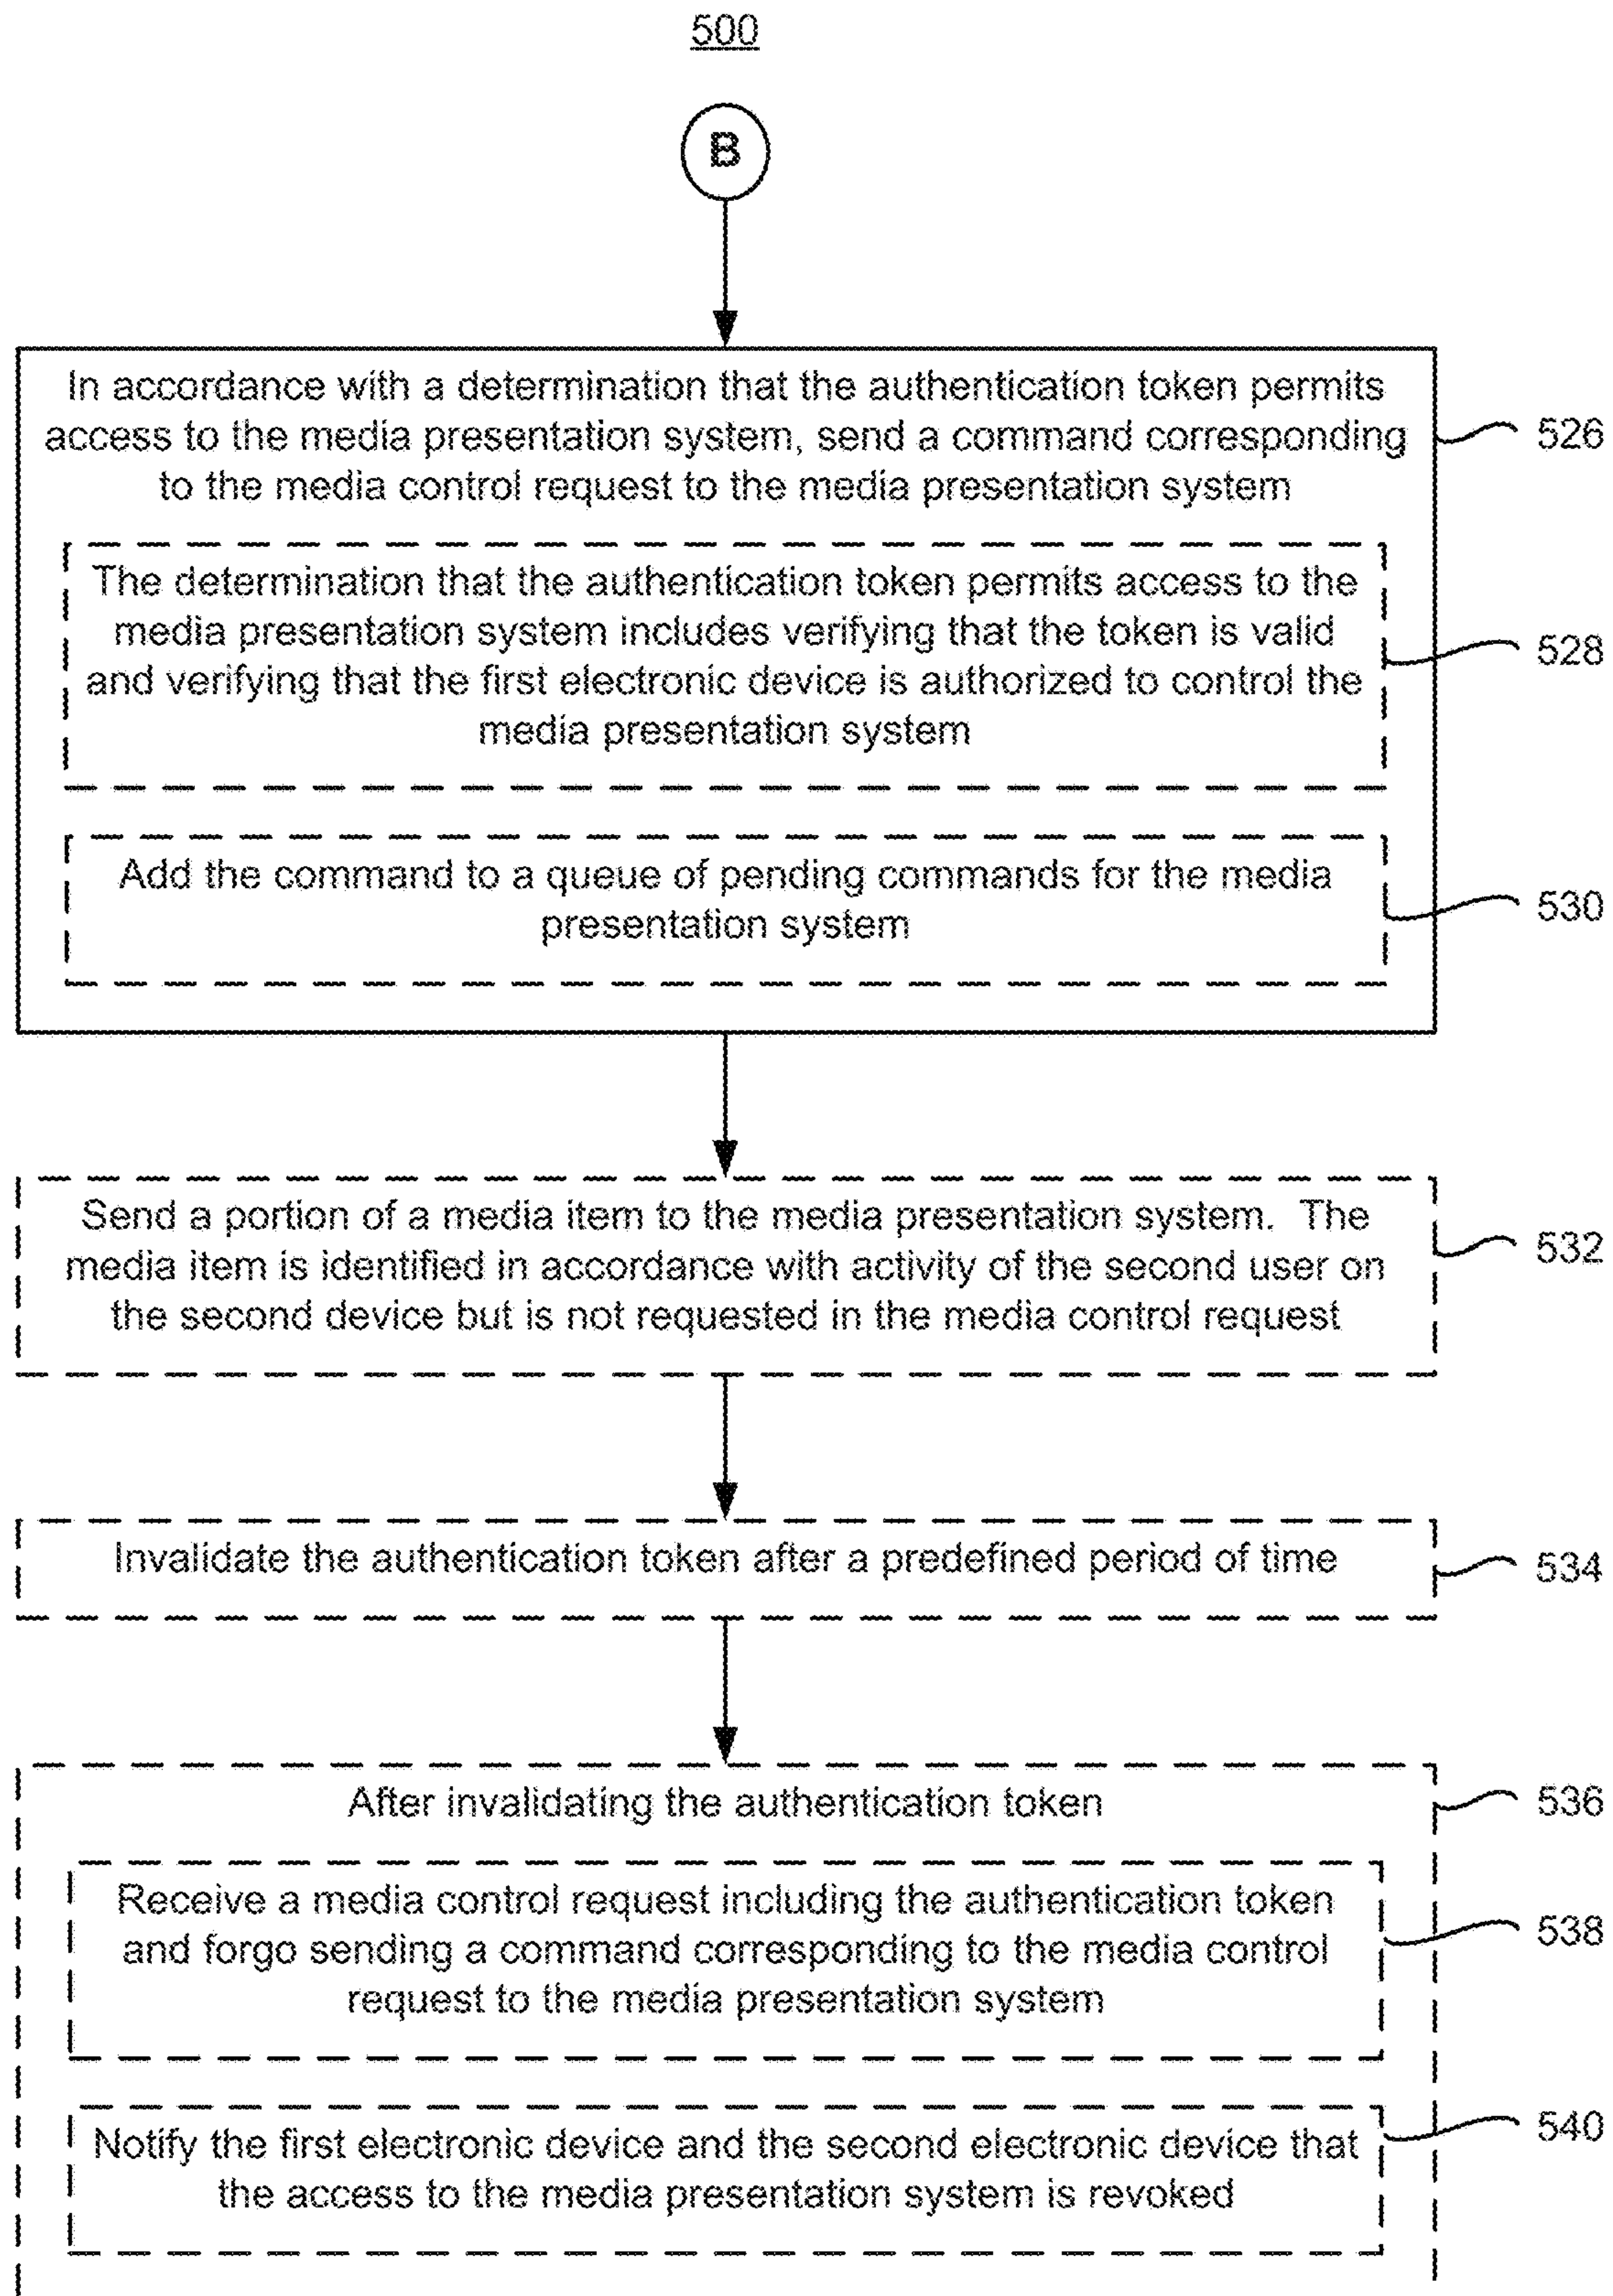 500
B
In accordance with a determination that the authentication token permits
access to the media presentation system, send a command corresponding
to the media control request to the media presentation system
526
The determination that the authentication token permits access to the
media presentation system includes verifying that the token is valid
and verifying that the first electronic device is authorized to control the
media presentation system
528
Add the command to a queue of pending commands for the media
presentation system
530
Send a portion of a media item to the media presentation system. The
media item is identified in accordance with activity of the second user on
the second device but is not requested in the media control request
532
Invalidate the authentication token after a predefined period of time
534
After invalidating the authentication token
536
Receive a media control request including the authentication token
and forgo sending a command corresponding to the media control
request to the media presentation system
538
Notify the first electronic device and the second electronic device that
the access to the media presentation system is revoked
540